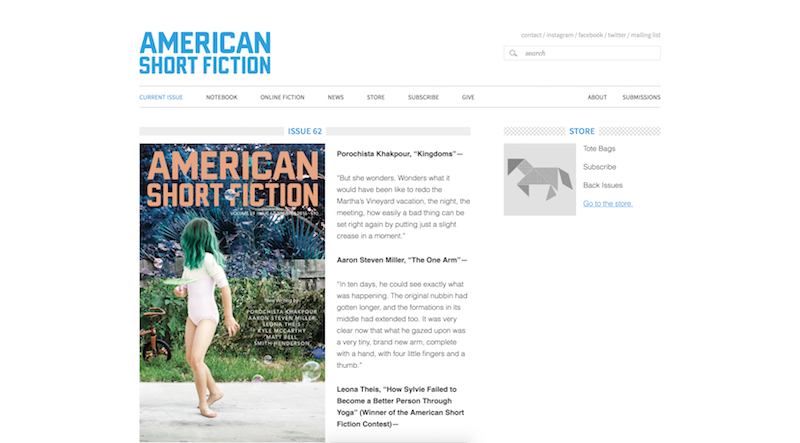 AMERICAN
SHORT FICTION
contact / instagram / facebook / twitter / mailing list
search
CURRENT ISSUE
NOTEBOOK
ONLINE FICTION
NEWS
STORE
SUBSCRIBE
GIVE
ABOUT
SUBMISSIONS
ISSUE 62
AMERICAN
SHORT FICTION
New writing by
POROCHISTA KHAKPOUR
AARON STEVEN MILLER
LEONA THEIS
KYLE MCCARTHY
MATT BELL
SMITH HENDERSON
Porochista Khakpour, “Kingdoms”—
“But she wonders. Wonders what it
would have been like to redo the
Martha’s Vineyard vacation, the night, the
meeting, how easily a bad thing can be
set right again by putting just a slight
crease in a moment.”
Aaron Steven Miller, “The One Arm”—
“In ten days, he could see exactly what
was happening. The original nubbin had
gotten longer, and the formations in its
middle had extended too. It was very
clear now that what he gazed upon was
a very tiny, brand new arm, complete
with a hand, with four little fingers and a
thumb.”
Leona Theis, “How Sylvie Failed to
Become a Better Person Through
Yoga” (Winner of the American Short
Fiction Contest)—
STORE
Tote Bags
Subscribe
Back Issues
Go to the store.